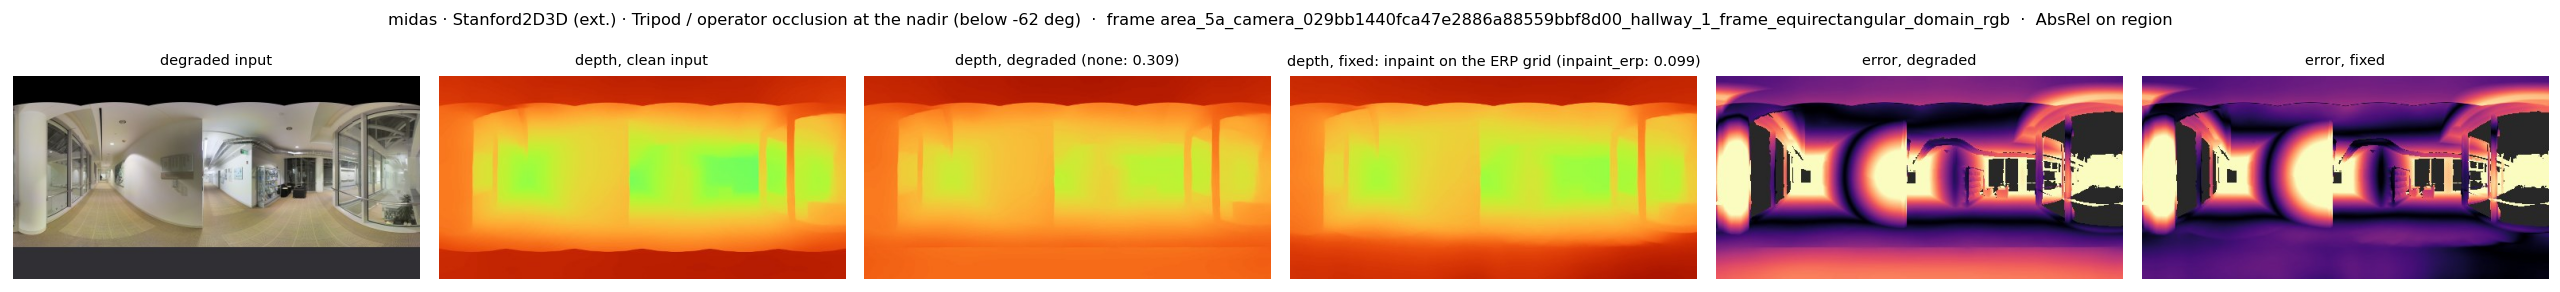 midas · Stanford2D3D (ext.) · Tripod / operator occlusion at the nadir (below -62 deg) · frame area_5a_camera_029bb1440fca47e2886a88559bbf8d00_hallway_1_frame_equirectangular_domain_rgb · AbsRel on region
degraded input
depth, clean input
depth, degraded (none: 0.309)
depth, fixed: inpaint on the ERP grid (inpaint_erp: 0.099)
error, degraded
error, fixed